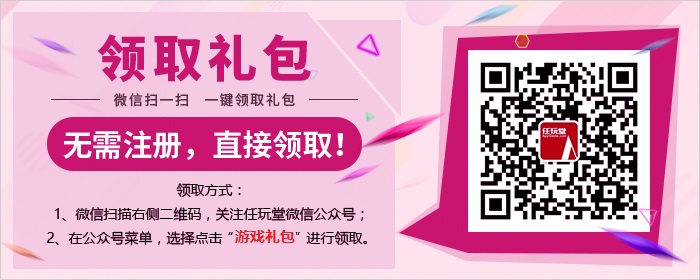 领取礼包
微信扫一扫 一键领取礼包
无需注册，直接领取！
领取方式：
1、微信扫描右侧二维码，关注任玩堂微信公众号；
2、在公众号菜单，选择点击“游戏礼包”进行领取。
任玩堂